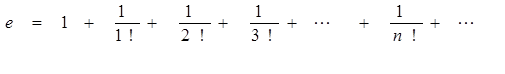 e = 1 + 1/1! + 1/2! + 1/3! + ⋯ + 1/n! + ⋯